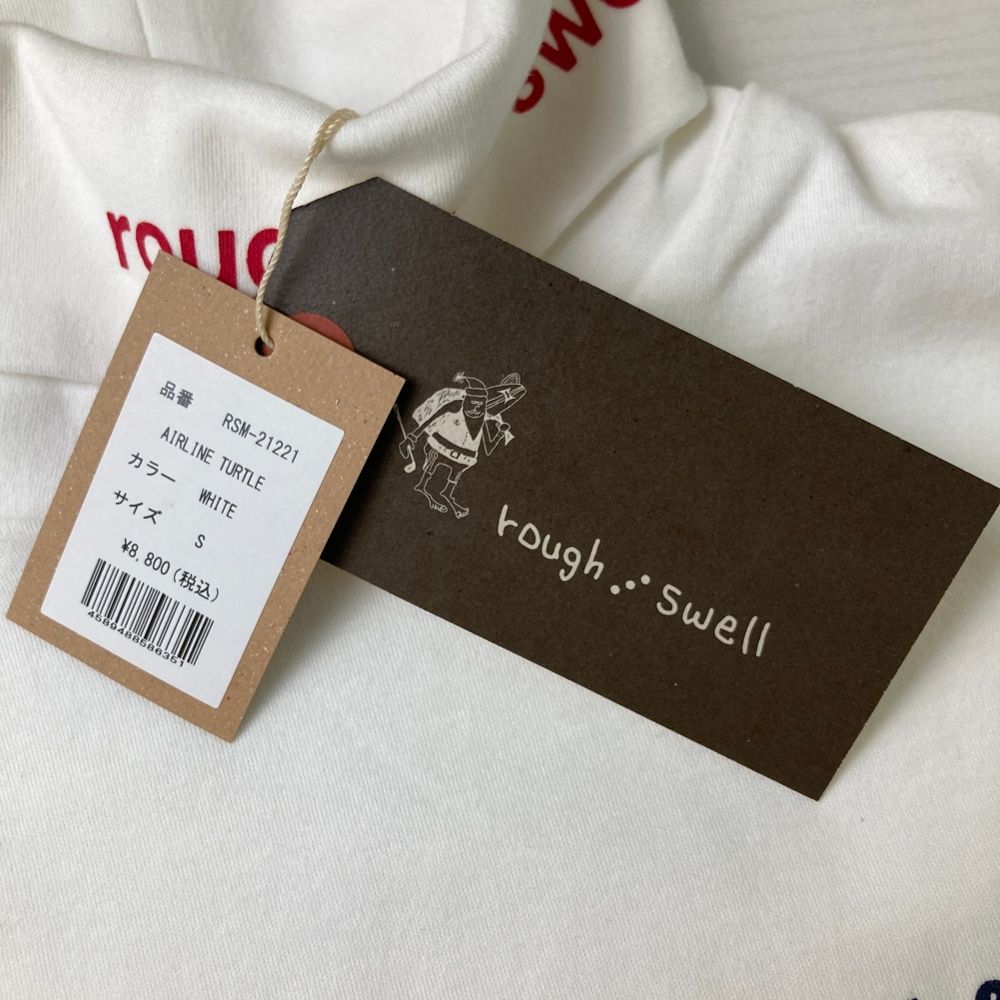 品番 RSM-21221
AIRLINE TURTLE
カラー WHITE
サイズ S
¥8,800(税込)
4589488586351
rough swell